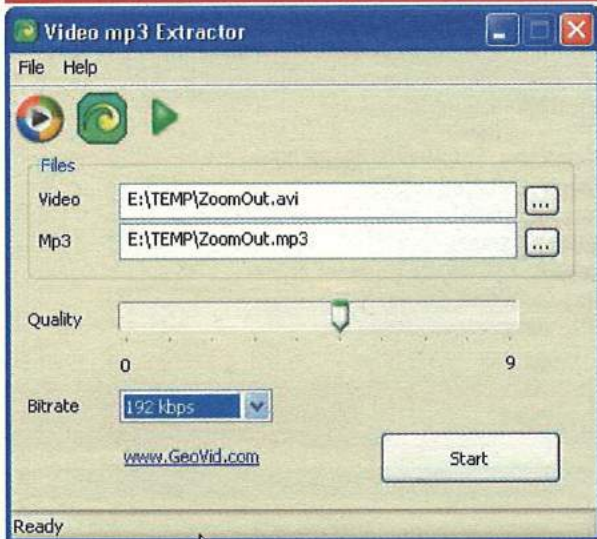 Video mp3 Extractor
File Help
Files
Video E:\TEMP\ZoomOut.avi ...
Mp3 E:\TEMP\ZoomOut.mp3 ...
Quality
0 9
Bitrate 192 kbps
www.GeoVid.com Start
Ready